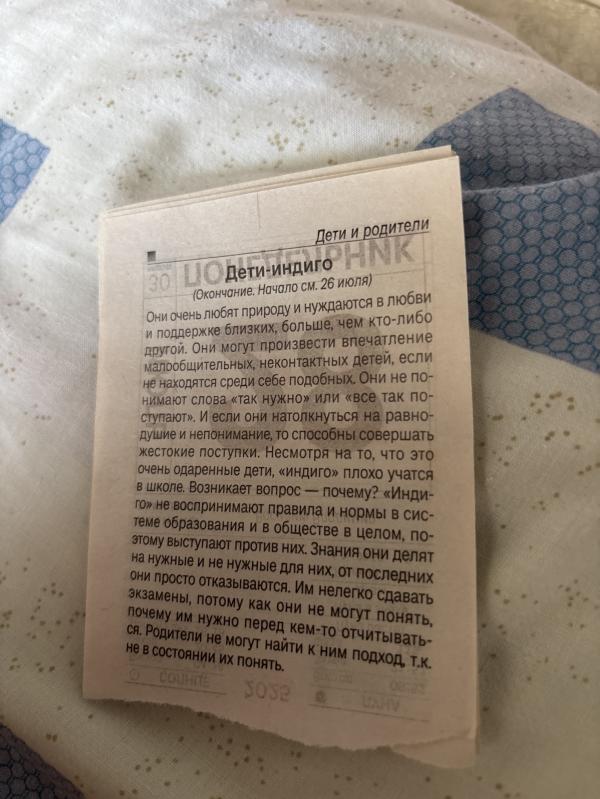 Дети и родители
Дети-индиго
(Окончание. Начало см. 26 июля)
Они очень любят природу и нуждаются в любви
и поддержке близких, больше, чем кто-либо
другой. Они могут произвести впечатление
малообщительных, неконтактных детей, если
не находятся среди себе подобных. Они не по-
нимают слова «так нужно» или «все так по-
ступают». И если они натолкнуться на равно-
душие и непонимание, то способны совершать
жестокие поступки. Несмотря на то, что это
очень одаренные дети, «индиго» плохо учатся
в школе. Возникает вопрос — почему? «Инди-
го» не воспринимают правила и нормы в сис-
теме образования и в обществе в целом, по-
этому выступают против них. Знания они делят
на нужные и не нужные для них, от последних
они просто отказываются. Им нелегко сдавать
экзамены, потому как они не могут понять,
почему им нужно перед кем-то отчитывать-
ся. Родители не могут найти к ним подход, т.к.
не в состоянии их понять.
30 ПОНЕДЕЛЬНИК
СОЛНЦЕ
2025
ЛУНА